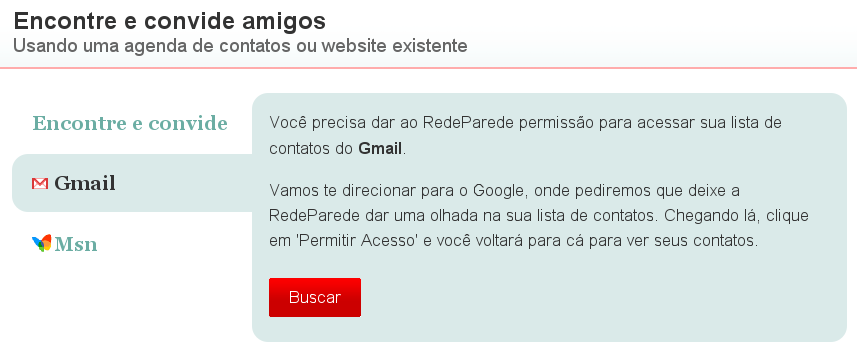 Encontre e convide amigos
Usando uma agenda de contatos ou website existente
Encontre e convide
Gmail
Msn
Você precisa dar ao RedeParede permissão para acessar sua lista de
contatos do Gmail.
Vamos te direcionar para o Google, onde pediremos que deixe a
RedeParede dar uma olhada na sua lista de contatos. Chegando lá, clique
em 'Permitir Acesso' e você voltará para cá para ver seus contatos.
Buscar